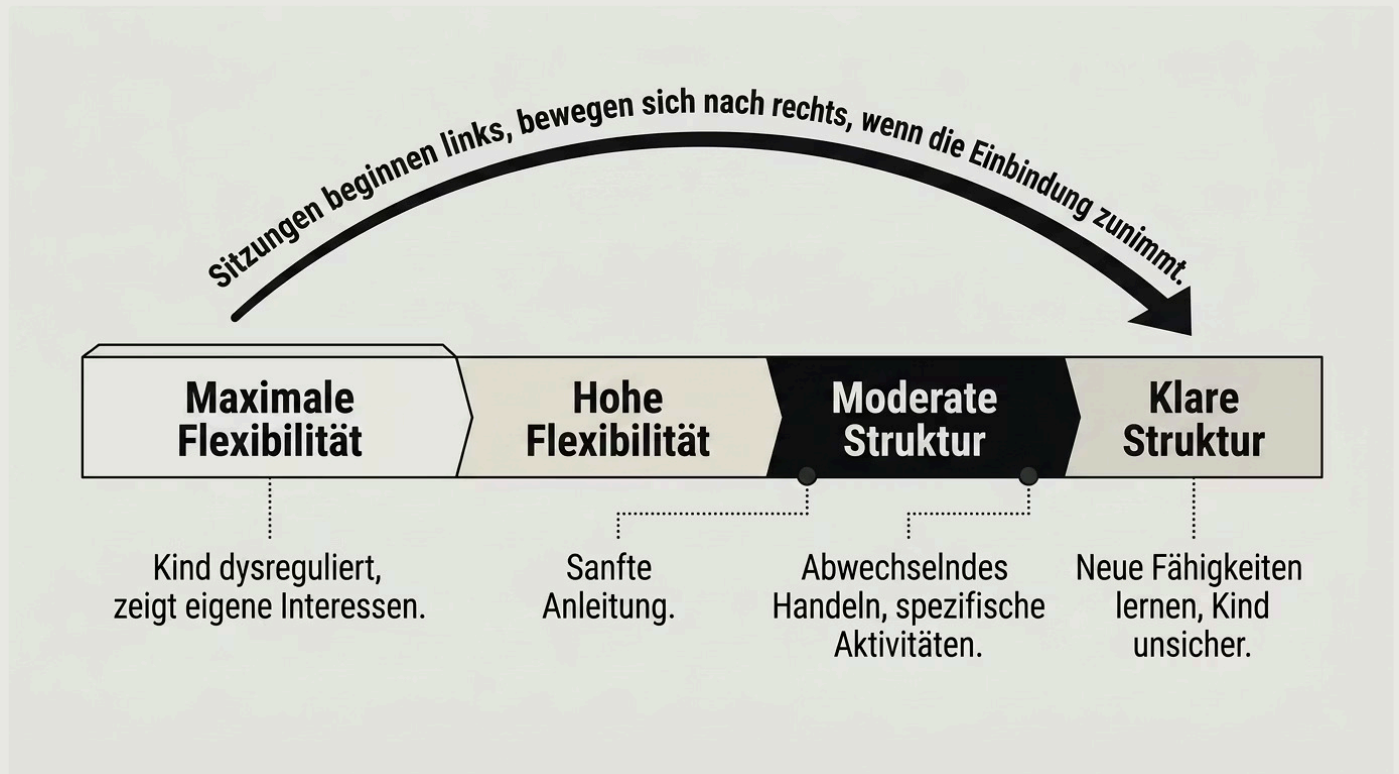 Sitzungen beginnen links, bewegen sich nach rechts, wenn die Einbindung zunimmt.
Maximale
Flexibilität
Hohe
Flexibilität
Moderate
Struktur
Klare
Struktur
Kind dysreguliert,
zeigt eigene Interessen.
Sanfte
Anleitung.
Abwechselndes
Handeln, spezifische
Aktivitäten.
Neue Fähigkeiten
lernen, Kind
unsicher.